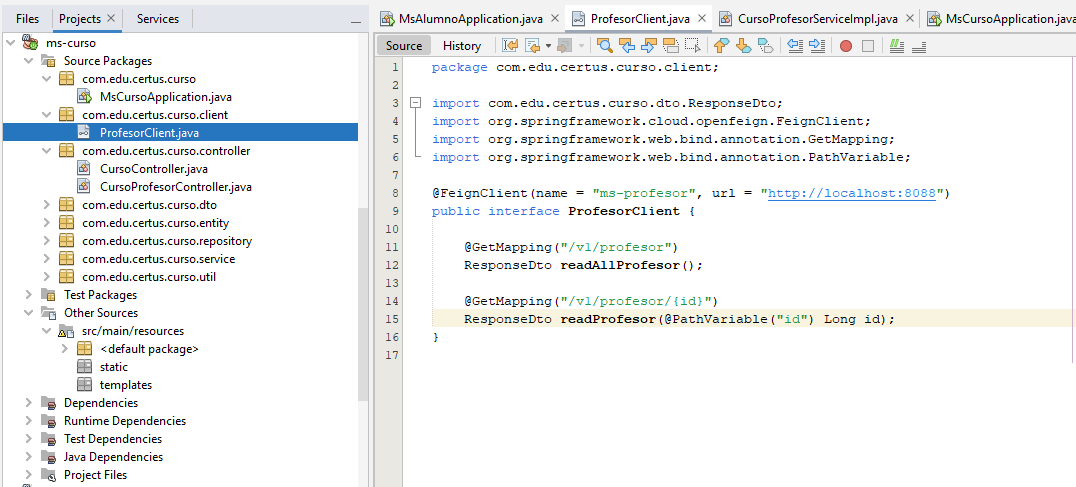 Files
Projects
Services
ms-curso
Source Packages
com.edu.certus.curso
MsCursoApplication.java
com.edu.certus.curso.client
ProfesorClient.java
com.edu.certus.curso.controller
CursoController.java
CursoProfesorController.java
com.edu.certus.curso.dto
com.edu.certus.curso.entity
com.edu.certus.curso.repository
com.edu.certus.curso.service
com.edu.certus.curso.util
Test Packages
Other Sources
src/main/resources
<default package>
static
templates
Dependencies
Runtime Dependencies
Test Dependencies
Java Dependencies
Project Files
MsAlumnoApplication.java
ProfesorClient.java
CursoProfesorServiceImpl.java
MsCursoApplication.java
Source
History
1 package com.edu.certus.curso.client;
2
3 import com.edu.certus.curso.dto.ResponseDto;
4 import org.springframework.cloud.openfeign.FeignClient;
5 import org.springframework.web.bind.annotation.GetMapping;
6 import org.springframework.web.bind.annotation.PathVariable;
7
8 @FeignClient(name = "ms-profesor", url = "http://localhost:8088")
9 public interface ProfesorClient {
10
11 @GetMapping("/v1/profesor")
12 ResponseDto readAllProfesor();
13
14 @GetMapping("/v1/profesor/{id}")
15 ResponseDto readProfesor(@PathVariable("id") Long id);
16 }
17